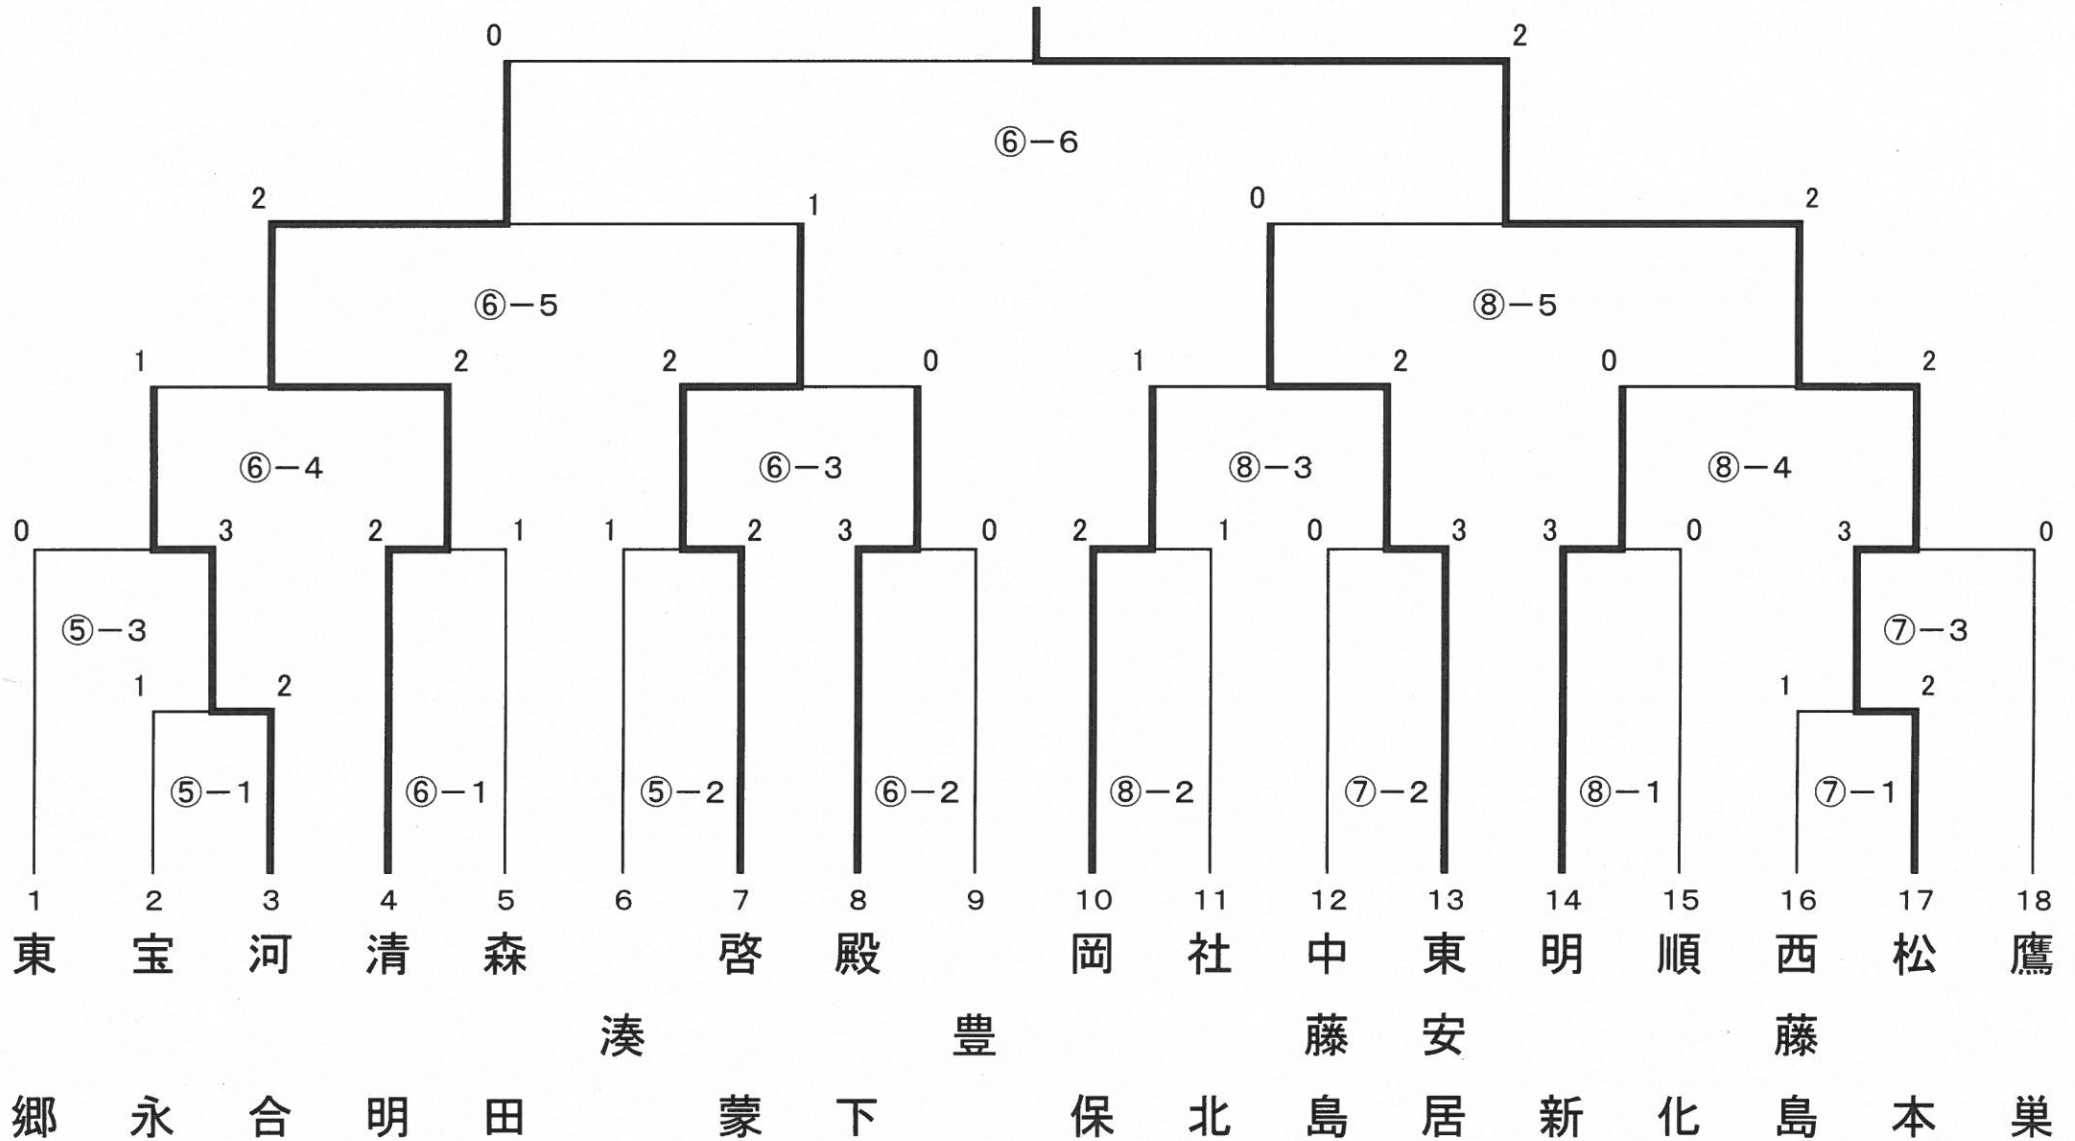 0 2
⑥－6
2 1 0 2
⑥－5 ⑧－5
1 2 2 0 1 2 0 2
⑥－4 ⑥－3 ⑧－3 ⑧－4
0 3 2 1 1 2 3 0 2 1 0 3 3 0 3 0
⑤－3 ⑦－3
1 2 1 2
⑤－1 ⑥－1 ⑤－2 ⑥－2 ⑧－2 ⑦－2 ⑧－1 ⑦－1
1 2 3 4 5 6 7 8 9 10 11 12 13 14 15 16 17 18
東郷
宝永
河合
清明
森田
湊
啓蒙
殿下
豊
岡保
社北
中藤島
東安居
明新
順化
西藤島
松本
鷹巣